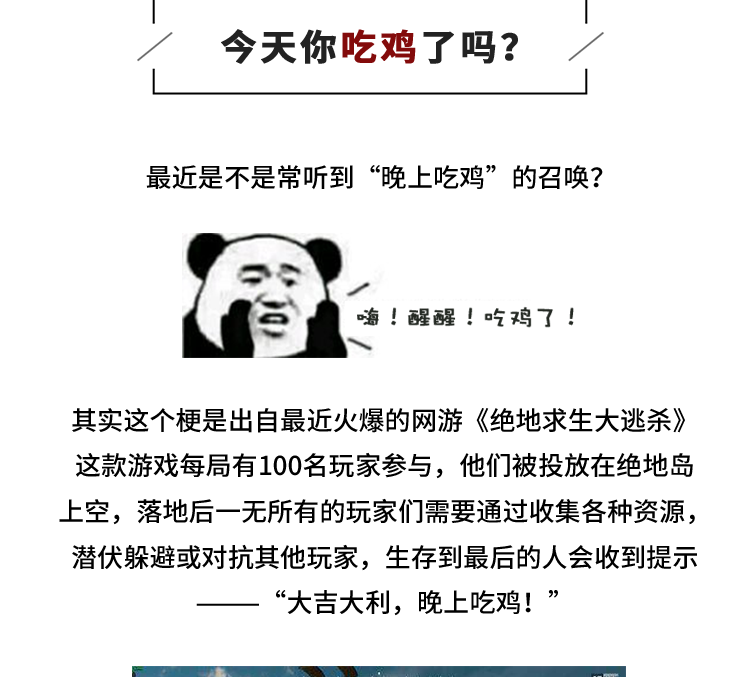 今天你吃鸡了吗？
最近是不是常听到“晚上吃鸡”的召唤？
嗨！醒醒！吃鸡了！
其实这个梗是出自最近火爆的网游《绝地求生大逃杀》
这款游戏每局有100名玩家参与，他们被投放在绝地岛
上空，落地后一无所有的玩家们需要通过收集各种资源，
潜伏躲避或对抗其他玩家，生存到最后的人会收到提示
——“大吉大利，晚上吃鸡！”